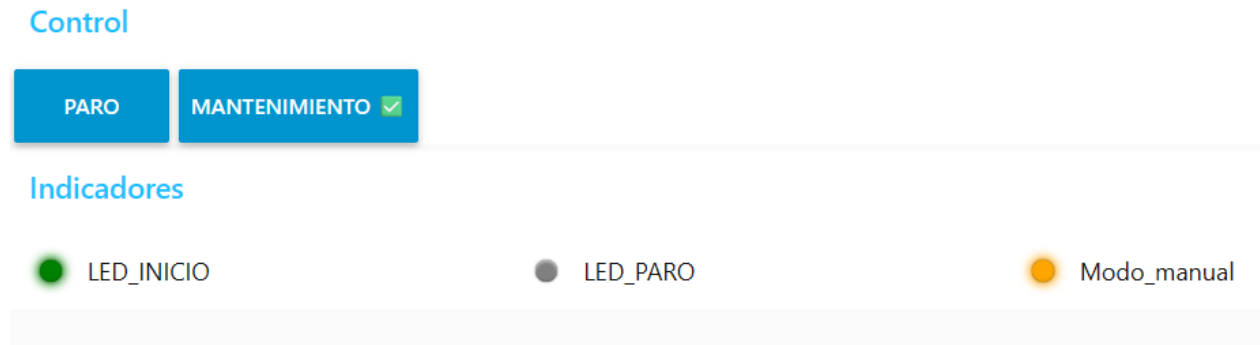 Control
PARO MANTENIMIENTO ✅
Indicadores
LED_INICIO LED_PARO Modo_manual